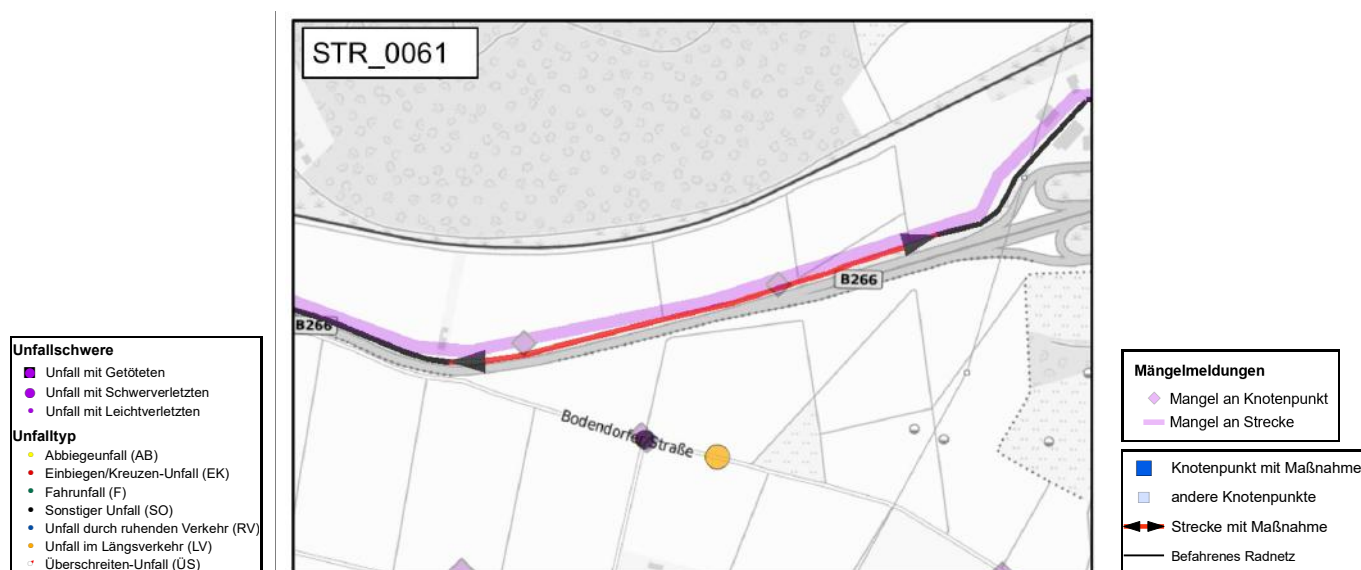 STR_0061
B266
B266
Bodendorfer Straße
Unfallschwere
Unfall mit Getöteten
Unfall mit Schwerverletzten
Unfall mit Leichtverletzten
Unfalltyp
Abbiegeunfall (AB)
Einbiegen/Kreuzen-Unfall (EK)
Fahrunfall (F)
Sonstiger Unfall (SO)
Unfall durch ruhenden Verkehr (RV)
Unfall im Längsverkehr (LV)
Überschreiten-Unfall (ÜS)
Mängelmeldungen
Mangel an Knotenpunkt
Mangel an Strecke
Knotenpunkt mit Maßnahme
andere Knotenpunkte
Strecke mit Maßnahme
Befahrenes Radnetz